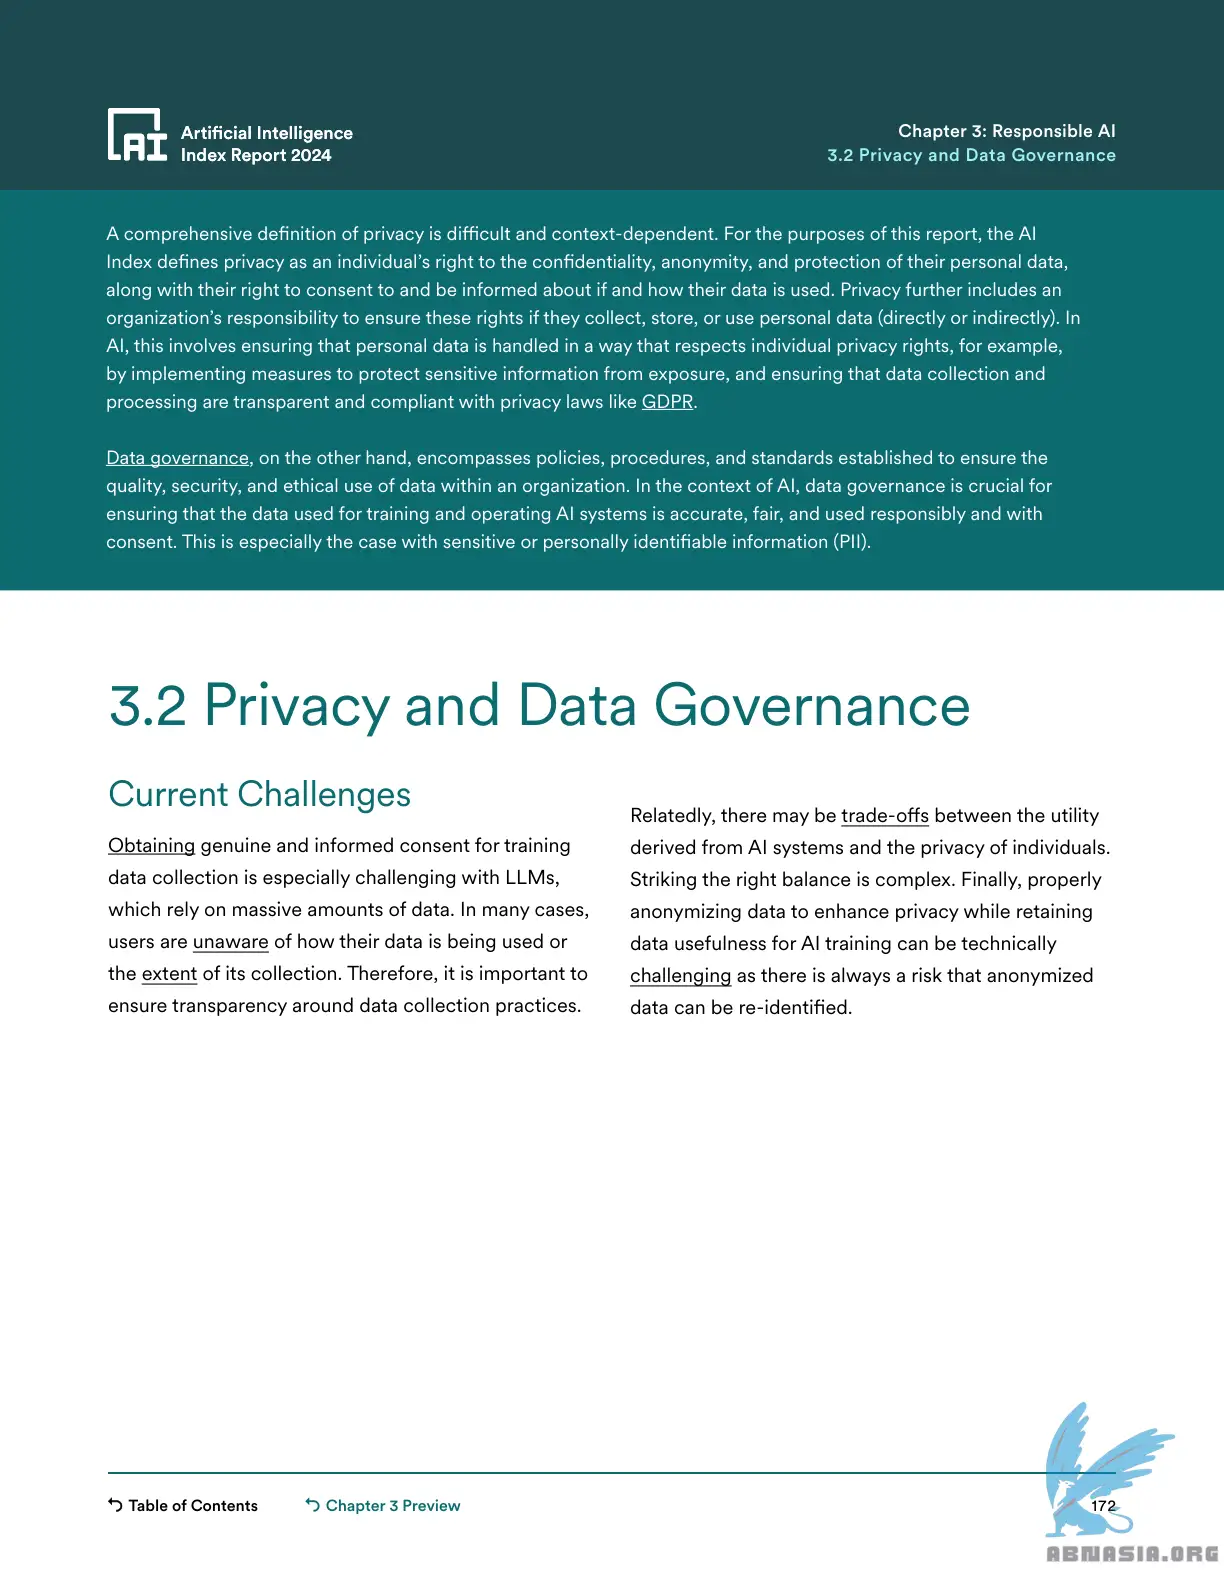 Artificial Intelligence
Index Report 2024
Chapter 3: Responsible AI
3.2 Privacy and Data Governance
A comprehensive definition of privacy is difficult and context-dependent. For the purposes of this report, the AI
Index defines privacy as an individual’s right to the confidentiality, anonymity, and protection of their personal data,
along with their right to consent to and be informed about if and how their data is used. Privacy further includes an
organization’s responsibility to ensure these rights if they collect, store, or use personal data (directly or indirectly). In
AI, this involves ensuring that personal data is handled in a way that respects individual privacy rights, for example,
by implementing measures to protect sensitive information from exposure, and ensuring that data collection and
processing are transparent and compliant with privacy laws like GDPR.
Data governance, on the other hand, encompasses policies, procedures, and standards established to ensure the
quality, security, and ethical use of data within an organization. In the context of AI, data governance is crucial for
ensuring that the data used for training and operating AI systems is accurate, fair, and used responsibly and with
consent. This is especially the case with sensitive or personally identifiable information (PII).
3.2 Privacy and Data Governance
Current Challenges
Obtaining genuine and informed consent for training
data collection is especially challenging with LLMs,
which rely on massive amounts of data. In many cases,
users are unaware of how their data is being used or
the extent of its collection. Therefore, it is important to
ensure transparency around data collection practices.
Relatedly, there may be trade-offs between the utility
derived from AI systems and the privacy of individuals.
Striking the right balance is complex. Finally, properly
anonymizing data to enhance privacy while retaining
data usefulness for AI training can be technically
challenging as there is always a risk that anonymized
data can be re-identified.
Table of Contents
Chapter 3 Preview
172
ABNASIA.ORG